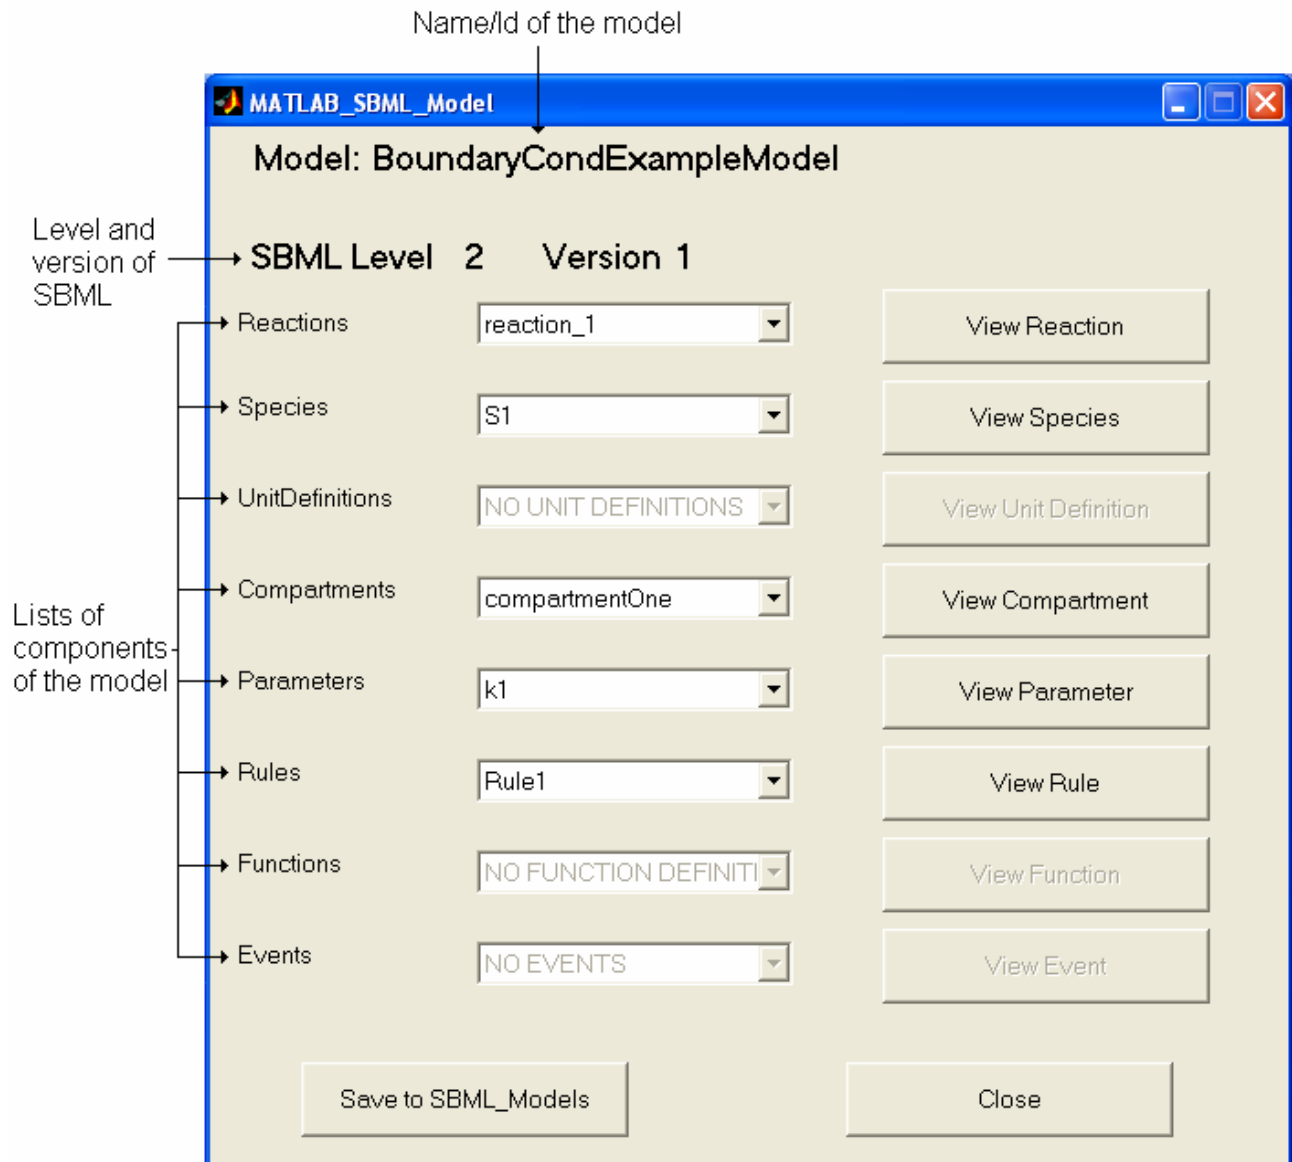 Name/Id of the model
MATLAB_SBML_Model
Model: BoundaryCondExampleModel
Level and
version of
SBML
SBML Level 2 Version 1
Reactions reaction_1 View Reaction
Species S1 View Species
UnitDefinitions NO UNIT DEFINITIONS View Unit Definition
Compartments compartmentOne View Compartment
Lists of
components
of the model
Parameters k1 View Parameter
Rules Rule1 View Rule
Functions NO FUNCTION DEFINITI View Function
Events NO EVENTS View Event
Save to SBML_Models Close